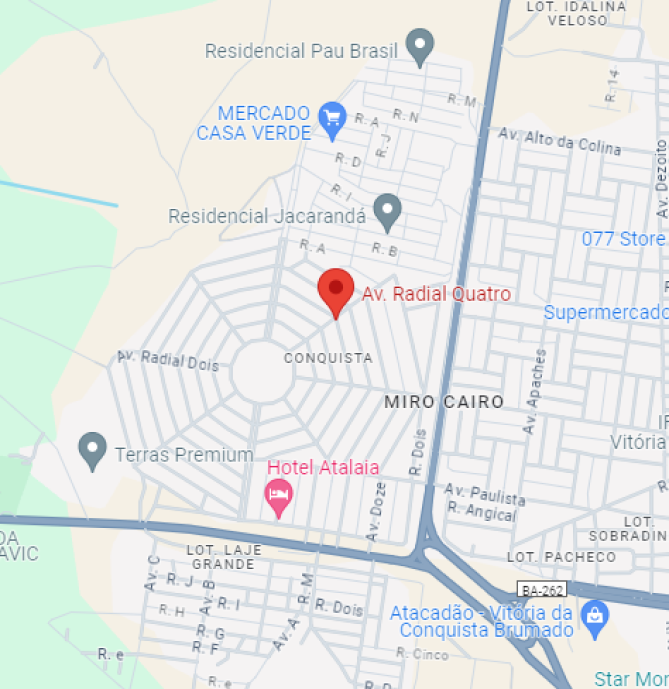 LOT. IDALINA
VELOSO
Residencial Pau Brasil
R. 14
R. M
MERCADO
CASA VERDE
R. A
R. N
R. J
Av. Alto da Colina
Av. Dezoito
R. D
R. I
Residencial Jacarandá
077 Store
R. A
R. B
Av. Radial Quatro
Supermercado
Av. Radial Dois
CONQUISTA
Av. Apaches
MIRO CAIRO
Vitória
Terras Premium
R. Dois
Hotel Atalaia
Av. Doze
Av. Paulista
R. Angical
LOT.
SOBRADIN
DA
AVIC
LOT. LAJE
GRANDE
LOT. PACHECO
Av. C
R. J
Av. B
R. M
BA-262
R. H
R. I
R. Dois
Atacadão - Vitória da
Conquista Brumado
R. G
Av. A
R. F
R. e
R. Cinco
R. e
R. D
Star Mor